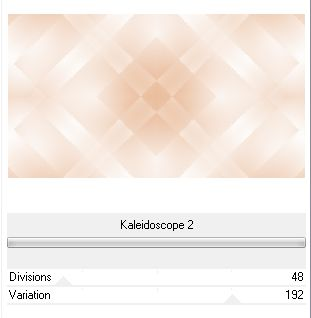 Kaleidoscope 2
Divisions 48
Variation 192